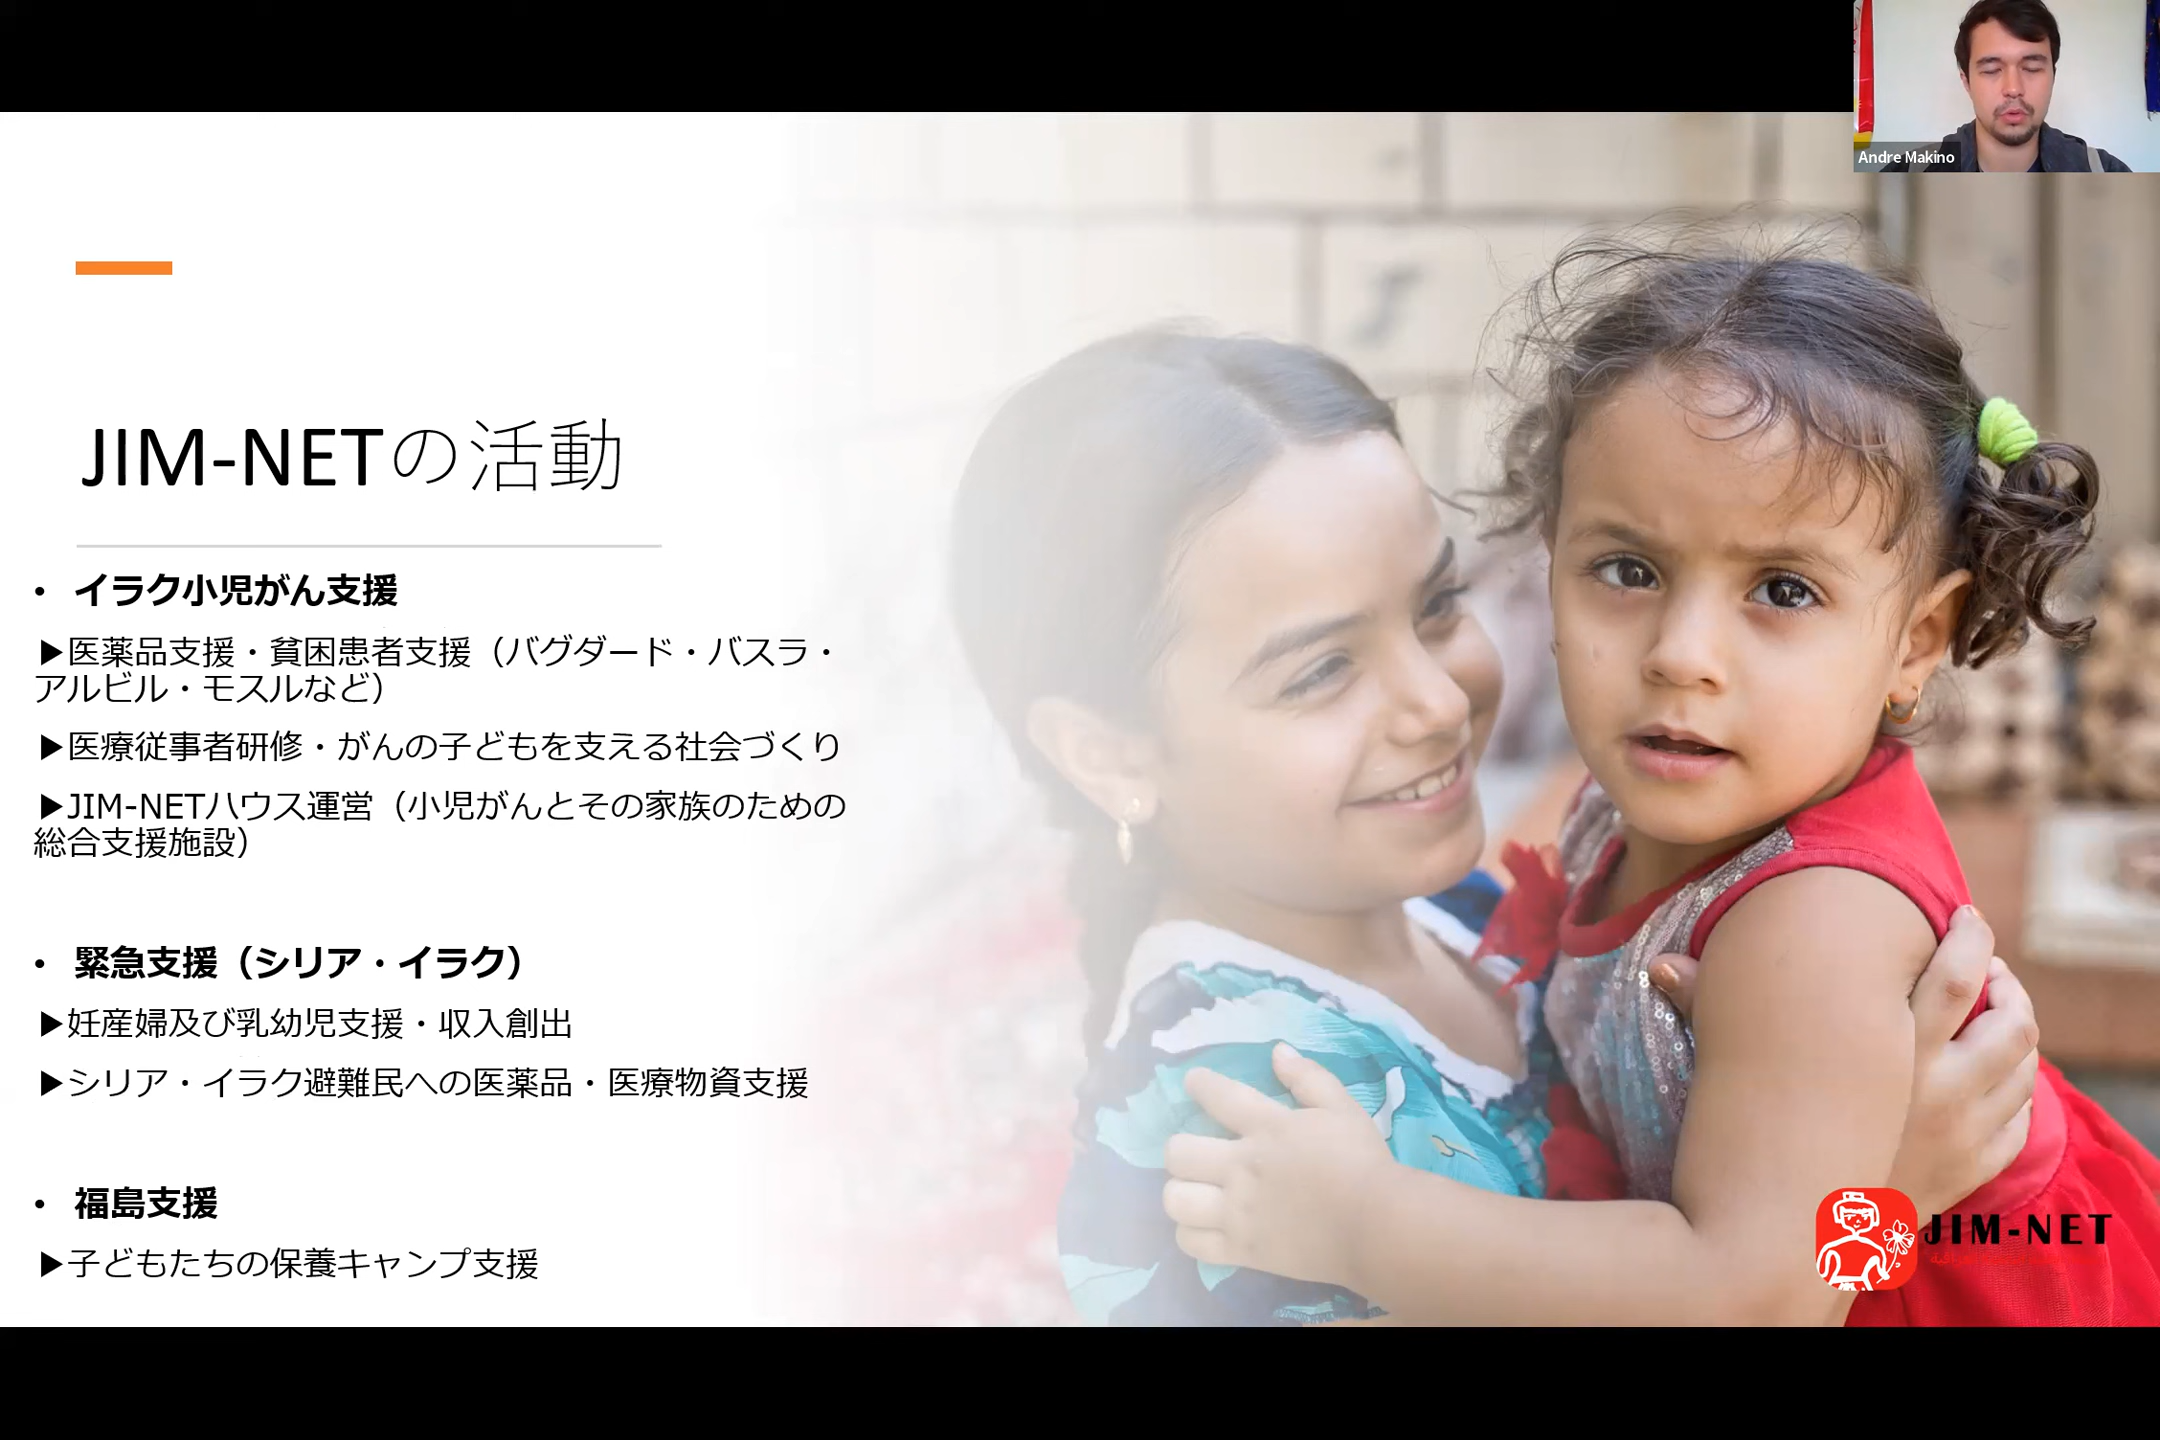 Andre Makino
JIM-NETの活動
• イラク小児がん支援
▶医薬品支援・貧困患者支援（バグダード・バスラ・
アルビル・モスルなど）
▶医療従事者研修・がんの子どもを支える社会づくり
▶JIM-NETハウス運営（小児がんとその家族のための
総合支援施設）
• 緊急支援（シリア・イラク）
▶妊産婦及び乳幼児支援・収入創出
▶シリア・イラク避難民への医薬品・医療物資支援
• 福島支援
▶子どもたちの保養キャンプ支援
JIM-NET